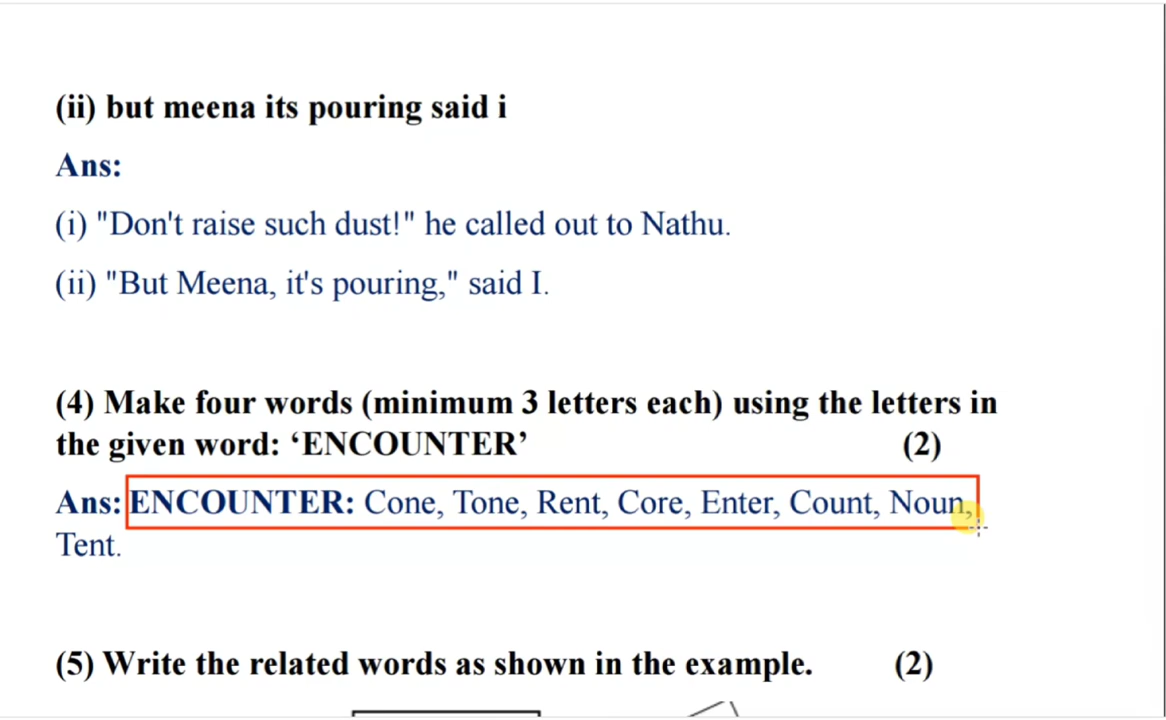 (ii) but meena its pouring said i
Ans:
(i) "Don't raise such dust!" he called out to Nathu.
(ii) "But Meena, it's pouring," said I.
(4) Make four words (minimum 3 letters each) using the letters in
the given word: ‘ENCOUNTER’ (2)
Ans: ENCOUNTER: Cone, Tone, Rent, Core, Enter, Count, Noun,
Tent.
(5) Write the related words as shown in the example. (2)